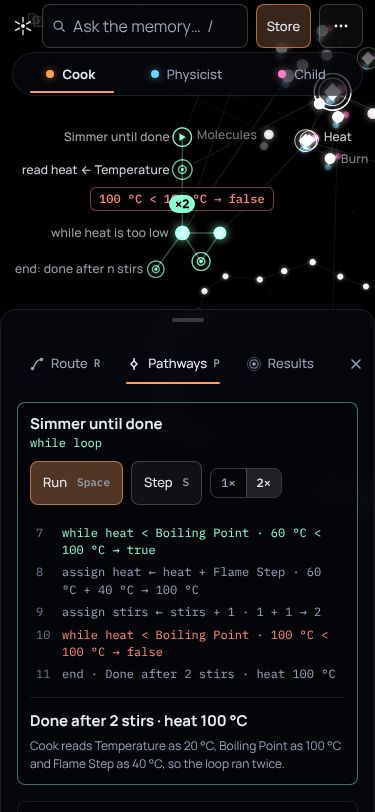 Ask the memory… /
Store
•••
Cook
Physicist
Child
Simmer until done
Molecules
Heat
read heat ← Temperature
Burn
100 °C < 1 °C → false
×2
while heat is too low
end: done after n stirs
Route R
Pathways P
Results
×
Simmer until done
while loop
Run Space
Step S
1×
2×
7 while heat < Boiling Point · 60 °C <
100 °C → true
8 assign heat ← heat + Flame Step · 60
°C + 40 °C → 100 °C
9 assign stirs ← stirs + 1 · 1 + 1 → 2
10 while heat < Boiling Point · 100 °C <
100 °C → false
11 end · Done after 2 stirs · heat 100 °C
Done after 2 stirs · heat 100 °C
Cook reads Temperature as 20 °C, Boiling Point as 100 °C
and Flame Step as 40 °C, so the loop ran twice.